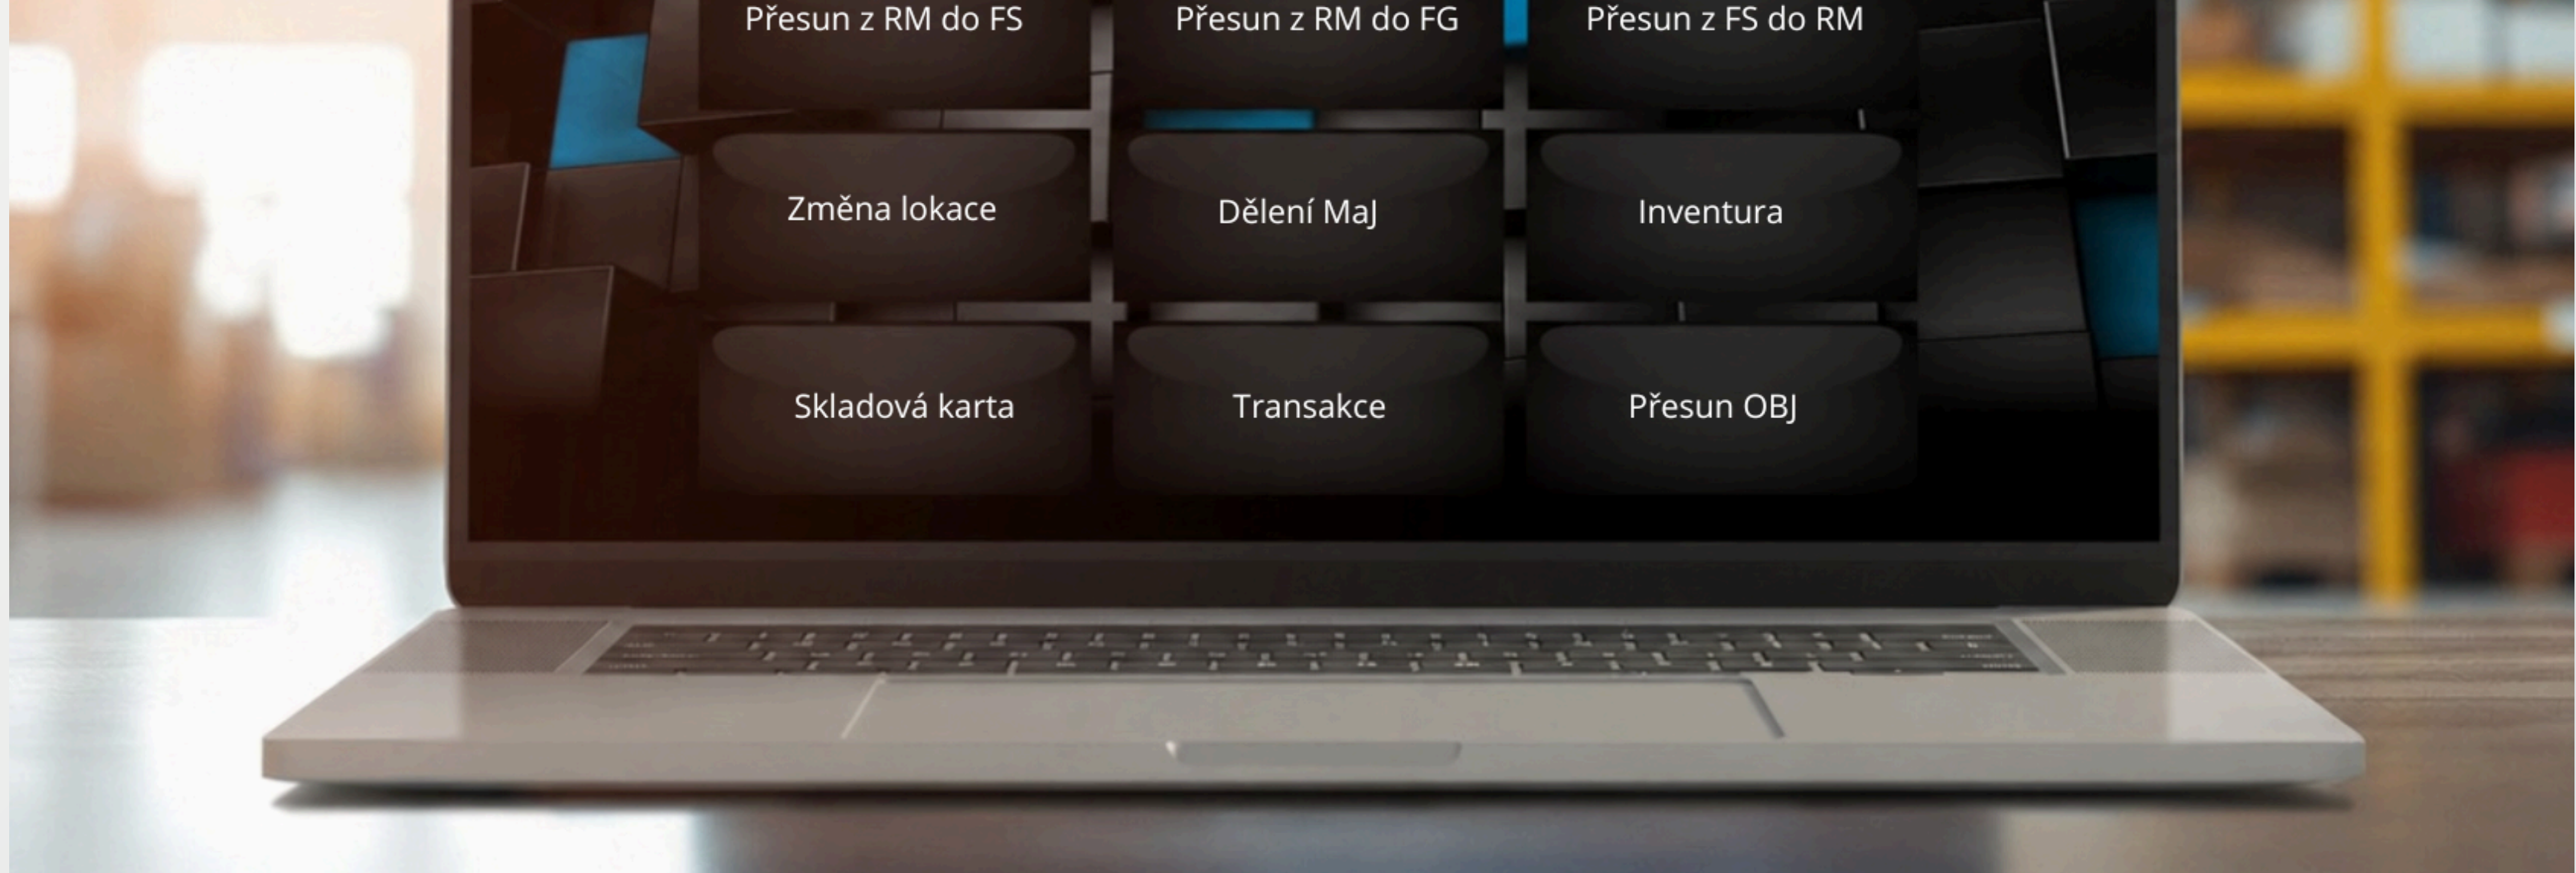 Přesun z RM do FS
Přesun z RM do FG
Přesun z FS do RM
Změna lokace
Dělení MaJ
Inventura
Skladová karta
Transakce
Přesun OBJ